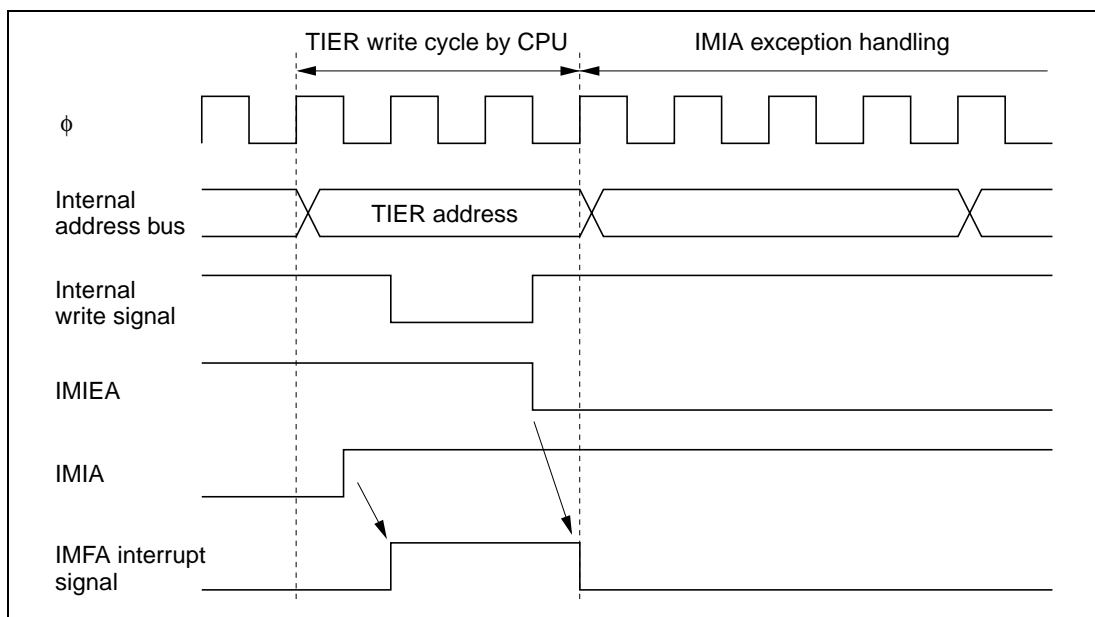 TIER write cycle by CPU
IMIA exception handling
ϕ
Internal
address bus
TIER address
Internal
write signal
IMIEA
IMIA
IMFA interrupt
signal